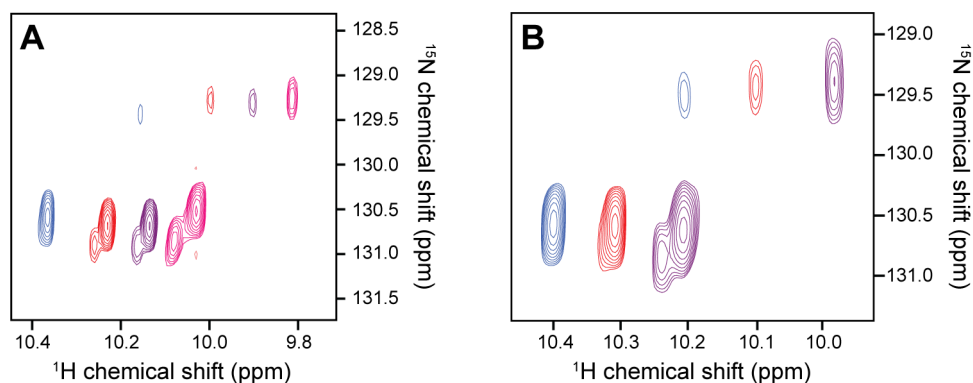 A
128.5
129.0
129.5
130.0
130.5
131.0
131.5
¹⁵N chemical shift (ppm)
10.4 10.2 10.0 9.8
¹H chemical shift (ppm)
B
129.0
129.5
130.0
130.5
131.0
¹⁵N chemical shift (ppm)
10.4 10.3 10.2 10.1 10.0
¹H chemical shift (ppm)